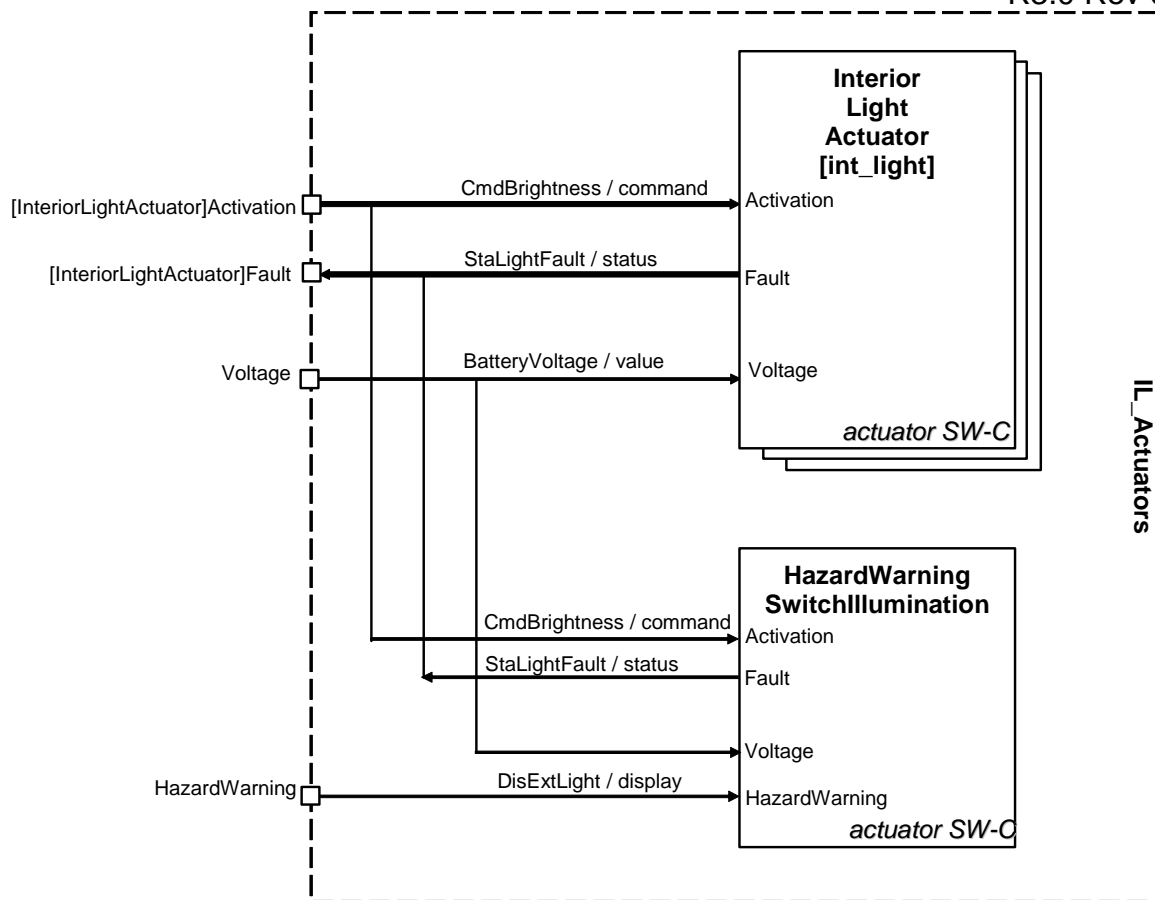 Interior
Light
Actuator
[int_light]
CmdBrightness / command
[InteriorLightActuator]Activation
Activation
StaLightFault / status
[InteriorLightActuator]Fault
Fault
BatteryVoltage / value
Voltage
Voltage
actuator SW-C
IL_Actuators
HazardWarning
SwitchIllumination
CmdBrightness / command
Activation
StaLightFault / status
Fault
Voltage
DisExtLight / display
HazardWarning
HazardWarning
actuator SW-C